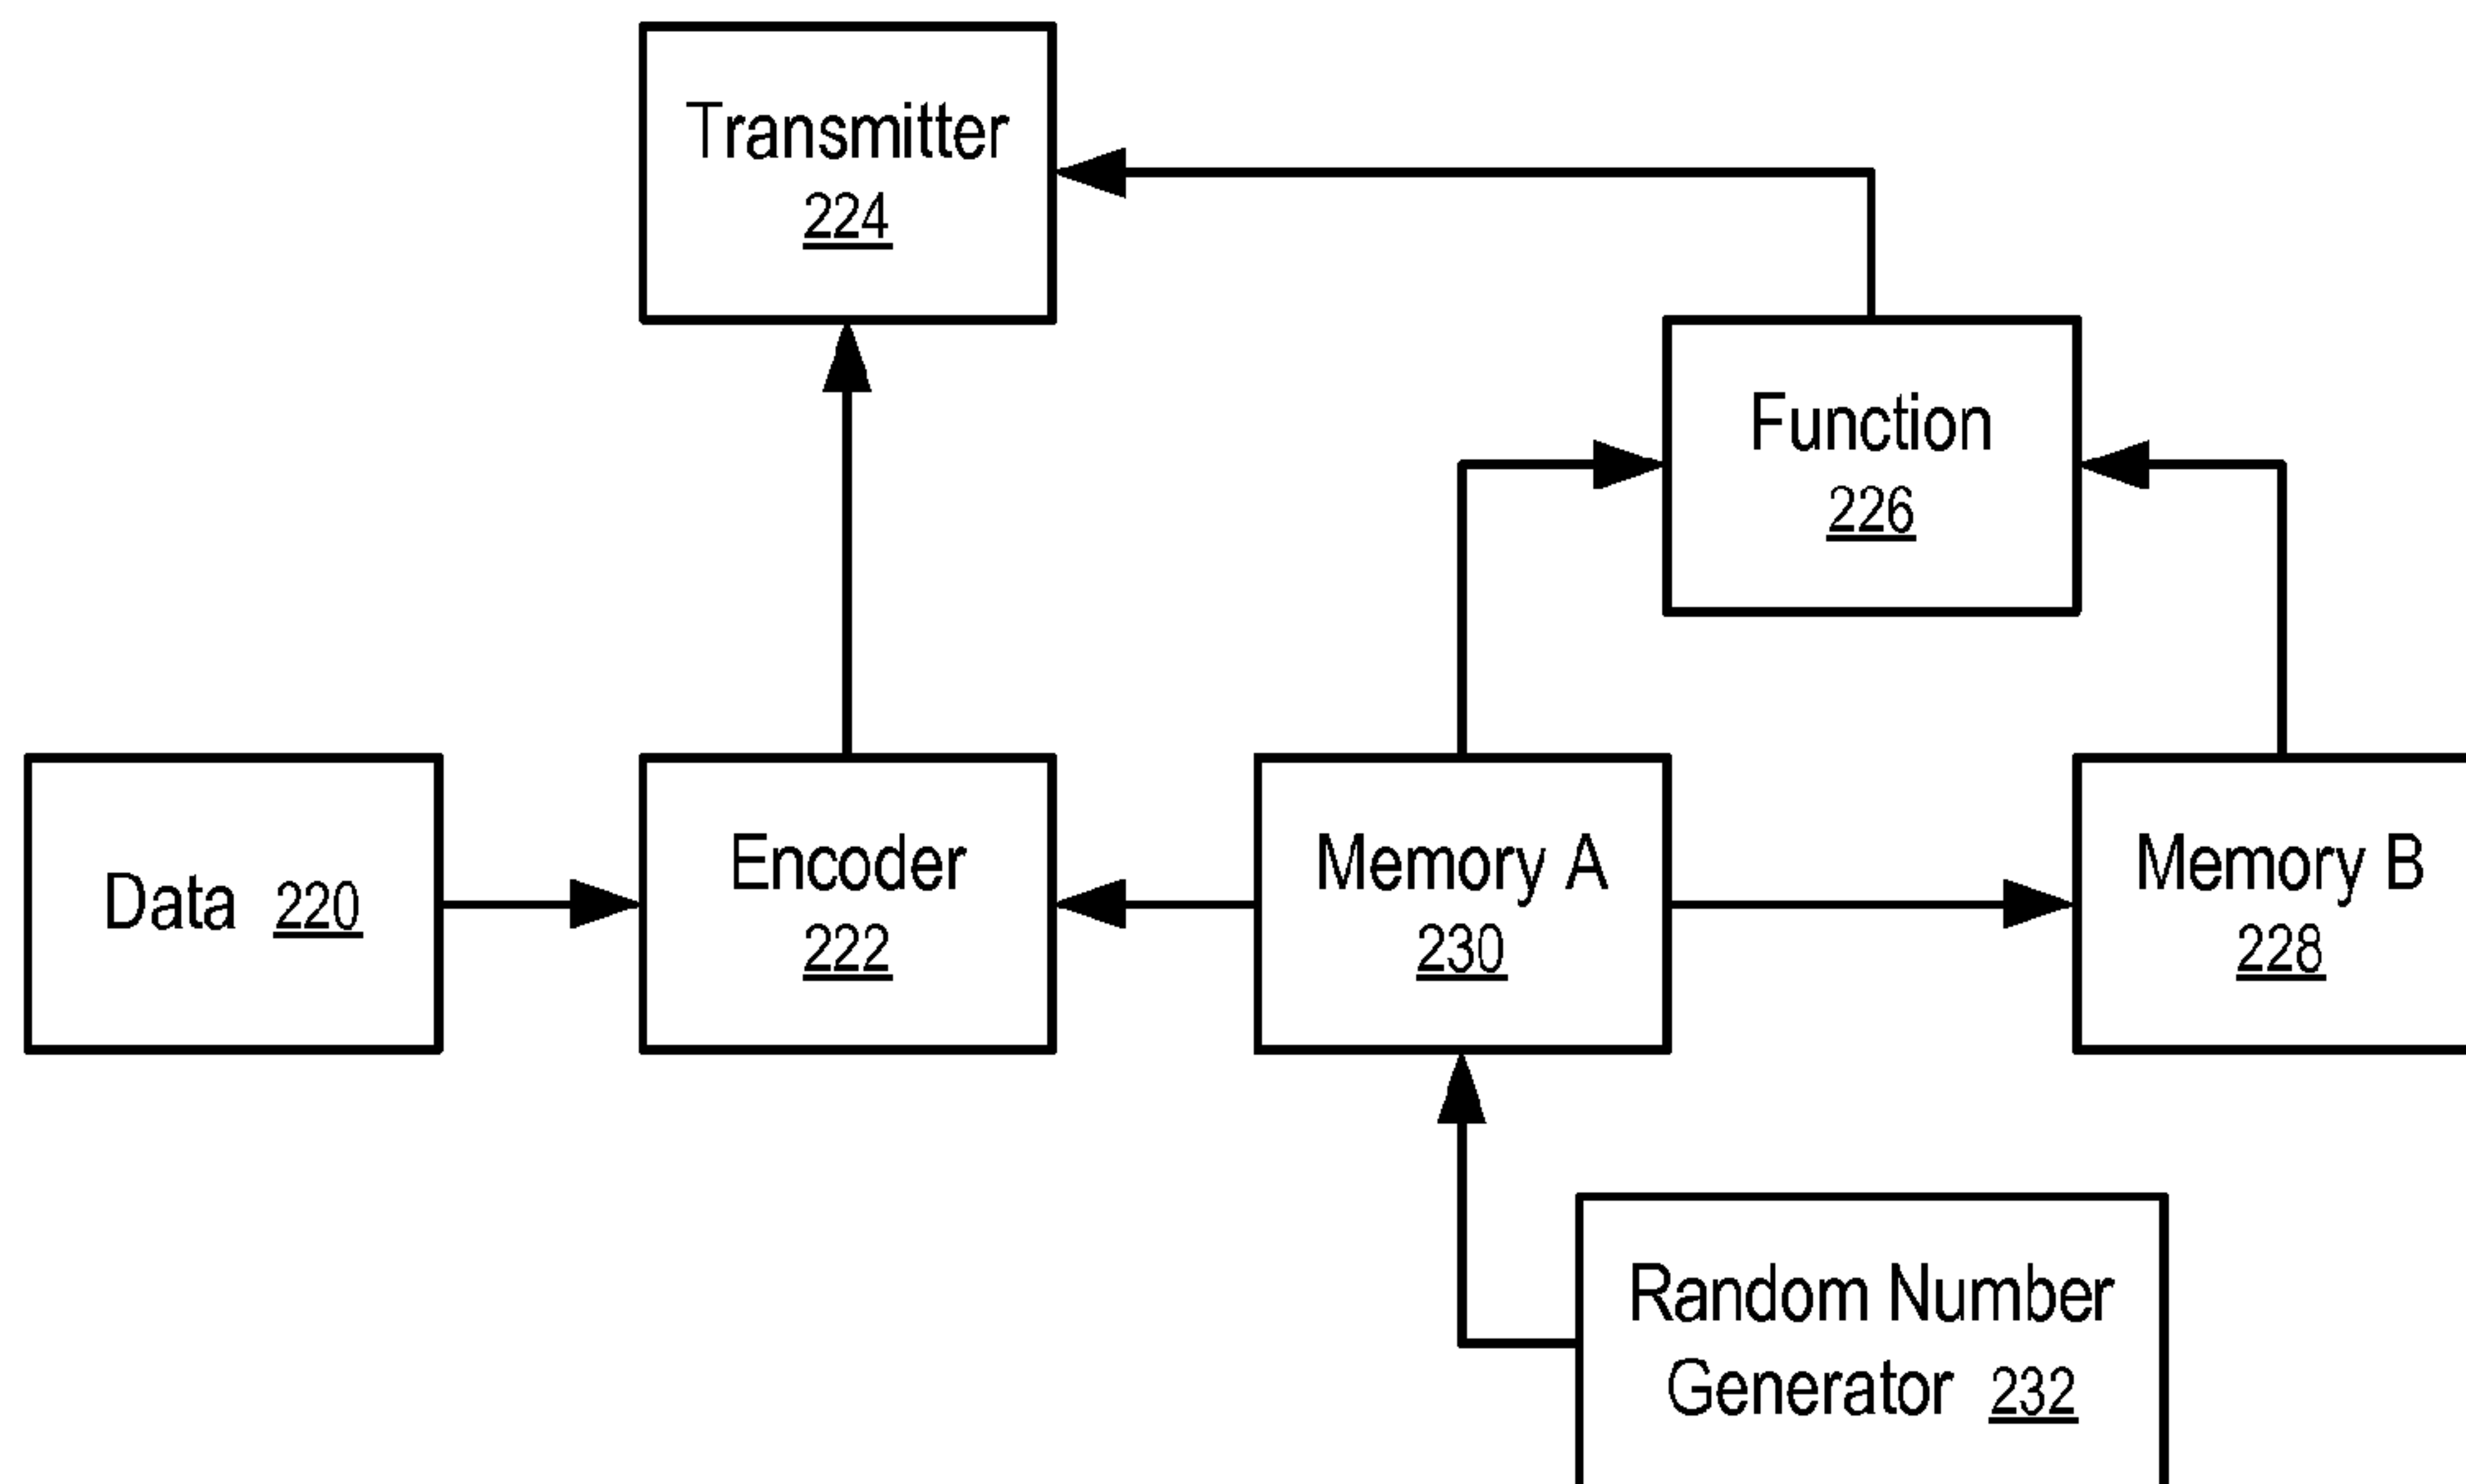 Transmitter
224
Function
226
Data 220
Encoder
222
Memory A
230
Memory B
228
Random Number
Generator 232